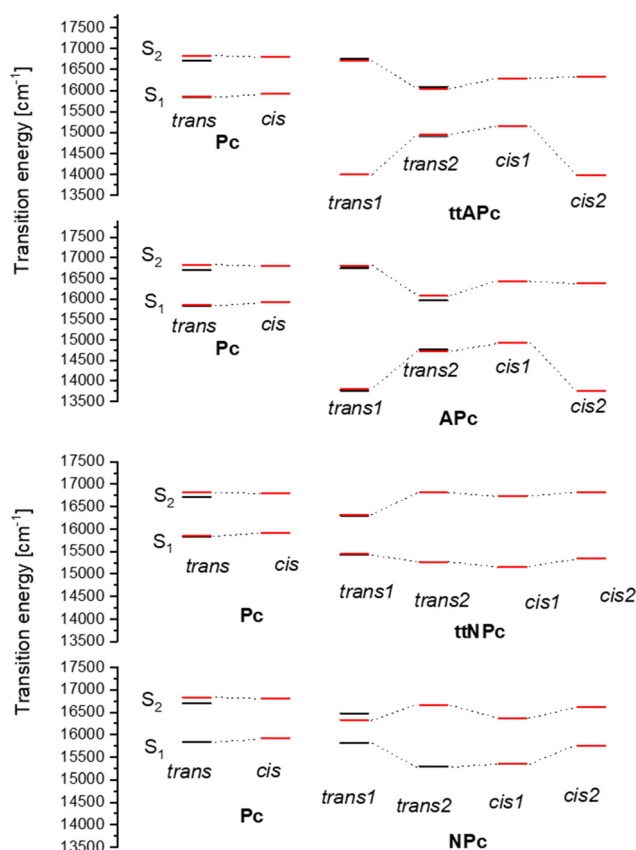 Transition energy [cm⁻¹]
17500
17000
16500
16000
15500
15000
14500
14000
13500
S₂
S₁
trans
cis
Pc
trans1
trans2
cis1
cis2
ttAPc
17500
17000
16500
16000
15500
15000
14500
14000
13500
S₂
S₁
trans
cis
Pc
trans1
trans2
cis1
cis2
APc
Transition energy [cm⁻¹]
17500
17000
16500
16000
15500
15000
14500
14000
13500
S₂
S₁
trans
cis
Pc
trans1
trans2
cis1
cis2
ttNPc
17500
17000
16500
16000
15500
15000
14500
14000
13500
S₂
S₁
trans
cis
Pc
trans1
trans2
cis1
cis2
NPc